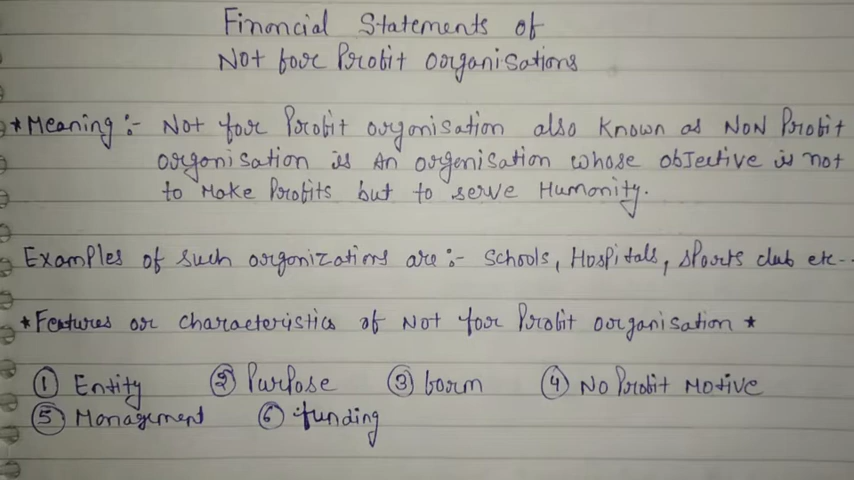 Financial Statements of
Not for Profit Organisations
*Meaning:- Not for Profit organisation also known as Non Profit
organisation is An organisation whose objective is not
to Make Profits but to serve Humanity.
Examples of such organizations are:- Schools, Hospitals, sports club etc--
*Features or characteristics of Not for Profit organisation*
① Entity ② Purpose ③ form ④ No Profit Motive
⑤ Management ⑥ funding